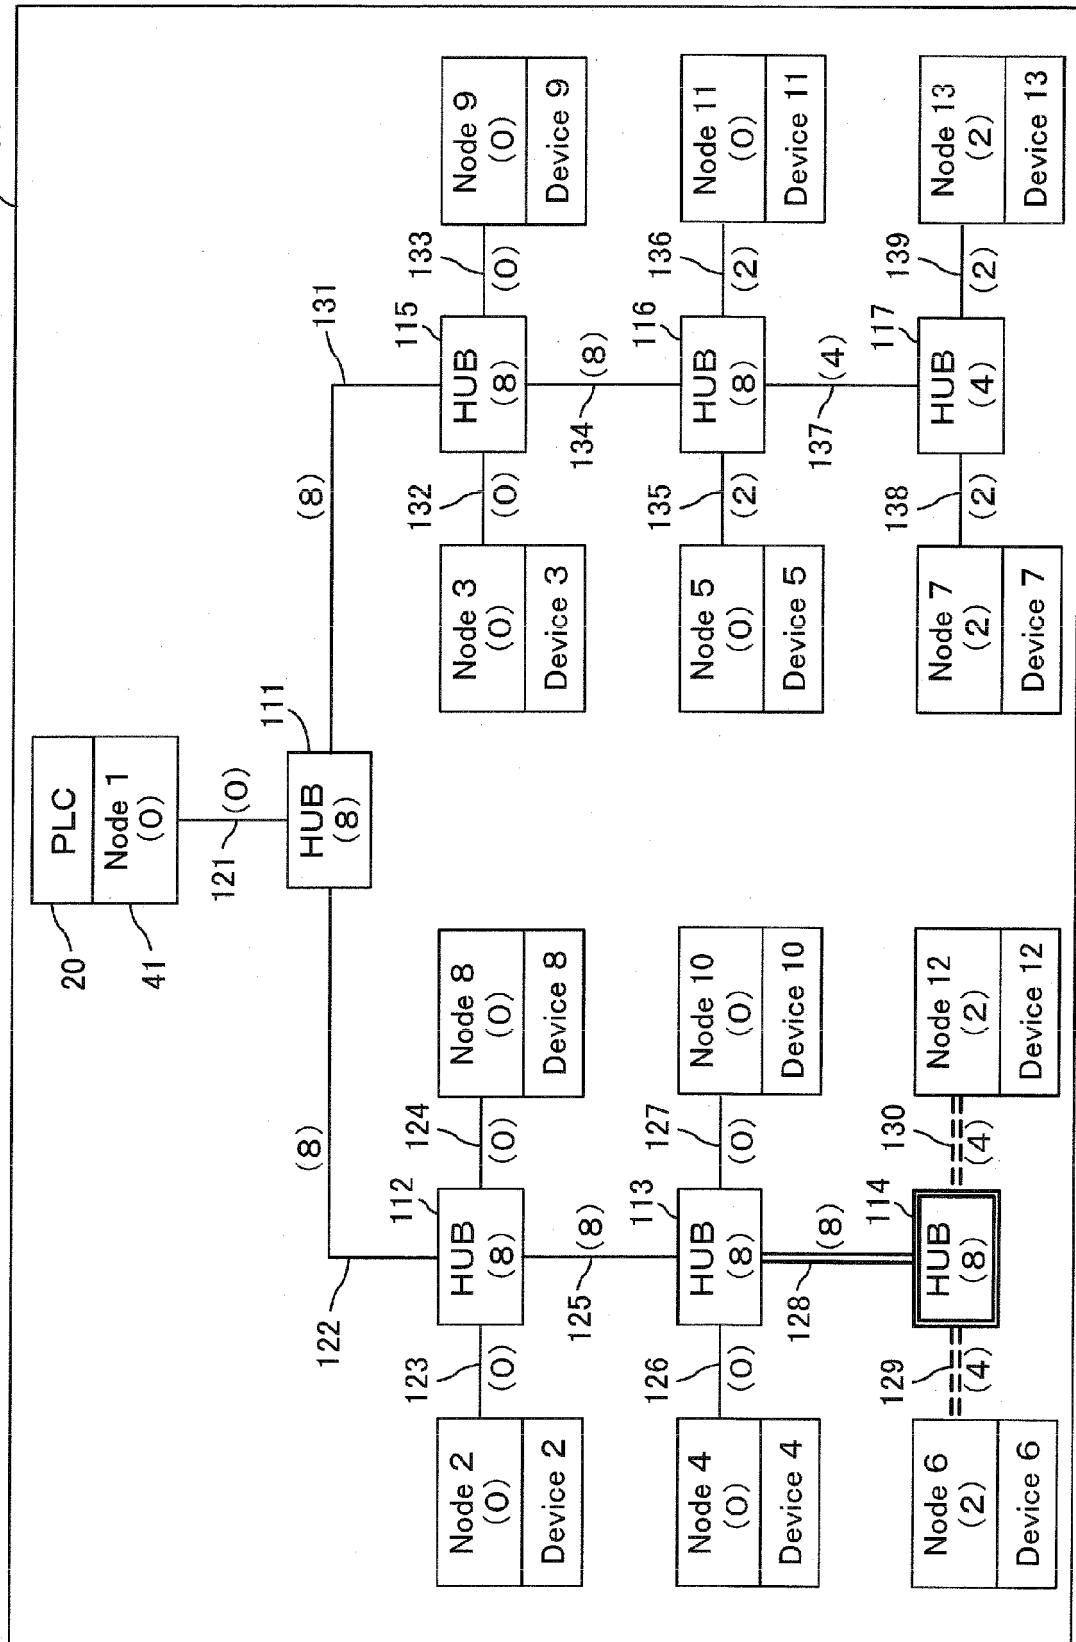 PLC
Node 1
(0)
20
41
121
(0)
111
HUB
(8)
122
(8)
(8)
131
Node 2
(0)
Device 2
123
(0)
112
HUB
(8)
124
(0)
Node 8
(0)
Device 8
Node 3
(0)
Device 3
132
(0)
115
HUB
(8)
133
(0)
Node 9
(0)
Device 9
125
(8)
134
(8)
Node 4
(0)
Device 4
126
(0)
113
HUB
(8)
127
(0)
Node 10
(0)
Device 10
Node 5
(0)
Device 5
135
(2)
116
HUB
(8)
136
(2)
Node 11
(0)
Device 11
128
(8)
137
(4)
Node 6
(2)
Device 6
129
(4)
114
HUB
(8)
130
(4)
Node 12
(2)
Device 12
Node 7
(2)
Device 7
138
(2)
117
HUB
(4)
139
(2)
Node 13
(2)
Device 13